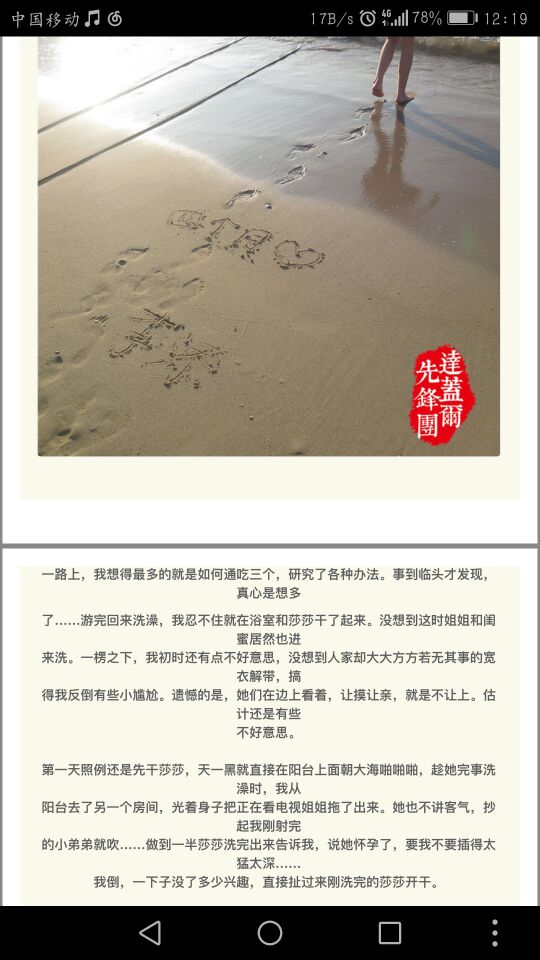 中国移动 17B/s 4G 78% 12:19
四个月
達蓋爾
先鋒團
一路上，我想得最多的就是如何通吃三个，研究了各种办法。事到临头才发现，
真心是想多
了……游完回来洗澡，我忍不住就在浴室和莎莎干了起来。没想到这时姐姐和闺
蜜居然也进
来洗。一楞之下，我初时还有点不好意思，没想到人家却大大方方若无其事的宽
衣解带，搞
得我反倒有些小尴尬。遗憾的是，她们在边上看着，让摸让亲，就是不让上。估
计还是有些
不好意思。
第一天照例还是先干莎莎，天一黑就直接在阳台上面朝大海啪啪啪，趁她完事洗
澡时，我从
阳台去了另一个房间，光着身子把正在看电视姐姐拖了出来。她也不讲客气，抄
起我刚射完
的小弟弟就吹……做到一半莎莎洗完出来告诉我，说她怀孕了，要我不要插得太
猛太深……
我倒，一下子没了多少兴趣，直接扯过来刚洗完的莎莎开干。